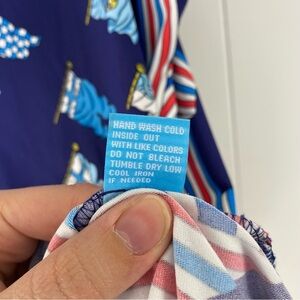 HAND WASH COLD
INSIDE OUT
WITH LIKE COLORS
DO NOT BLEACH
TUMBLE DRY LOW
COOL IRON
IF NEEDED